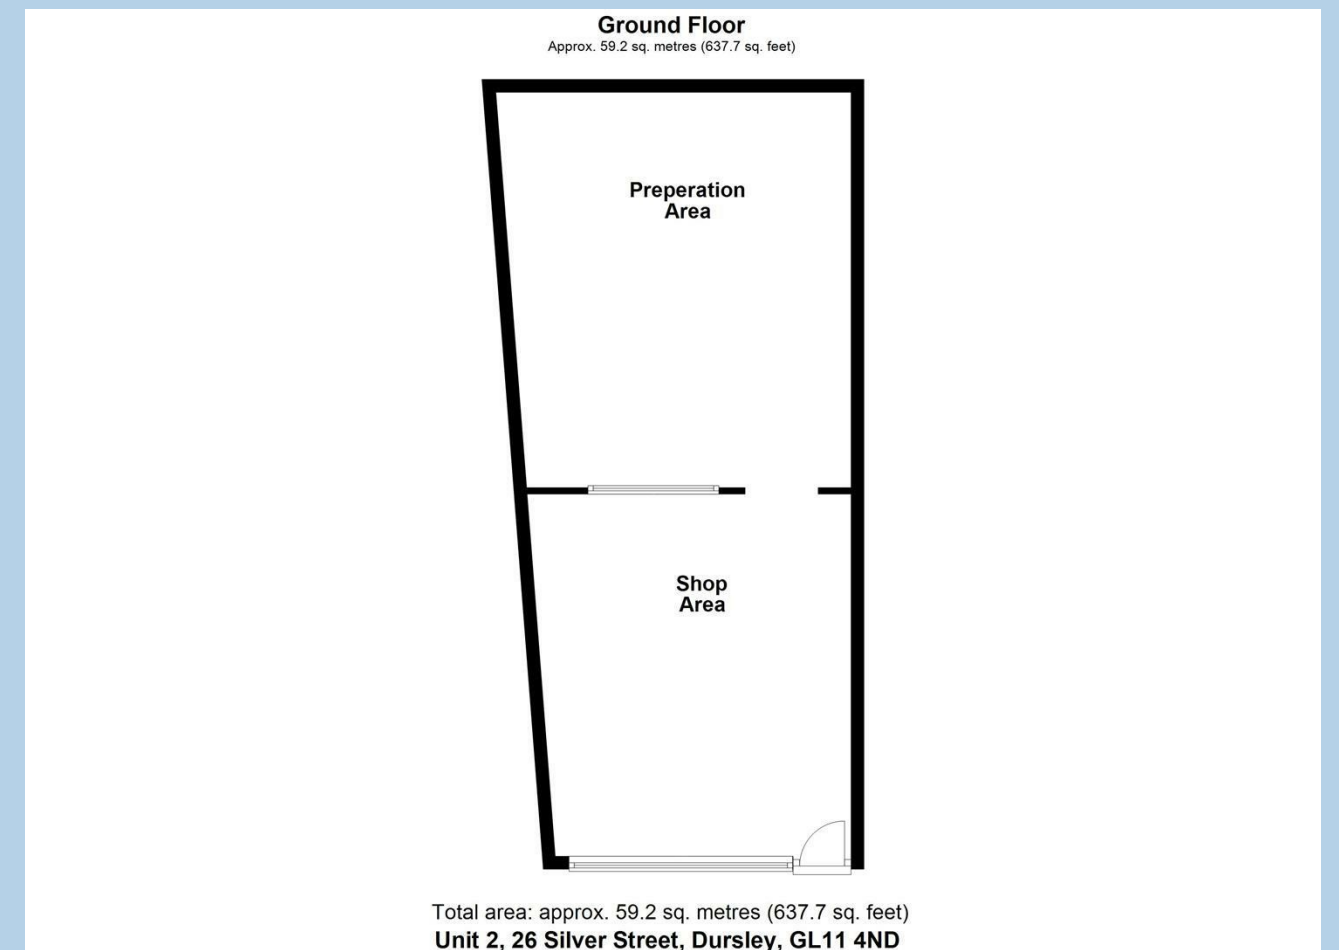 Ground Floor
Approx. 59.2 sq. metres (637.7 sq. feet)
Preperation
Area
Shop
Area
Total area: approx. 59.2 sq. metres (637.7 sq. feet)
Unit 2, 26 Silver Street, Dursley, GL11 4ND